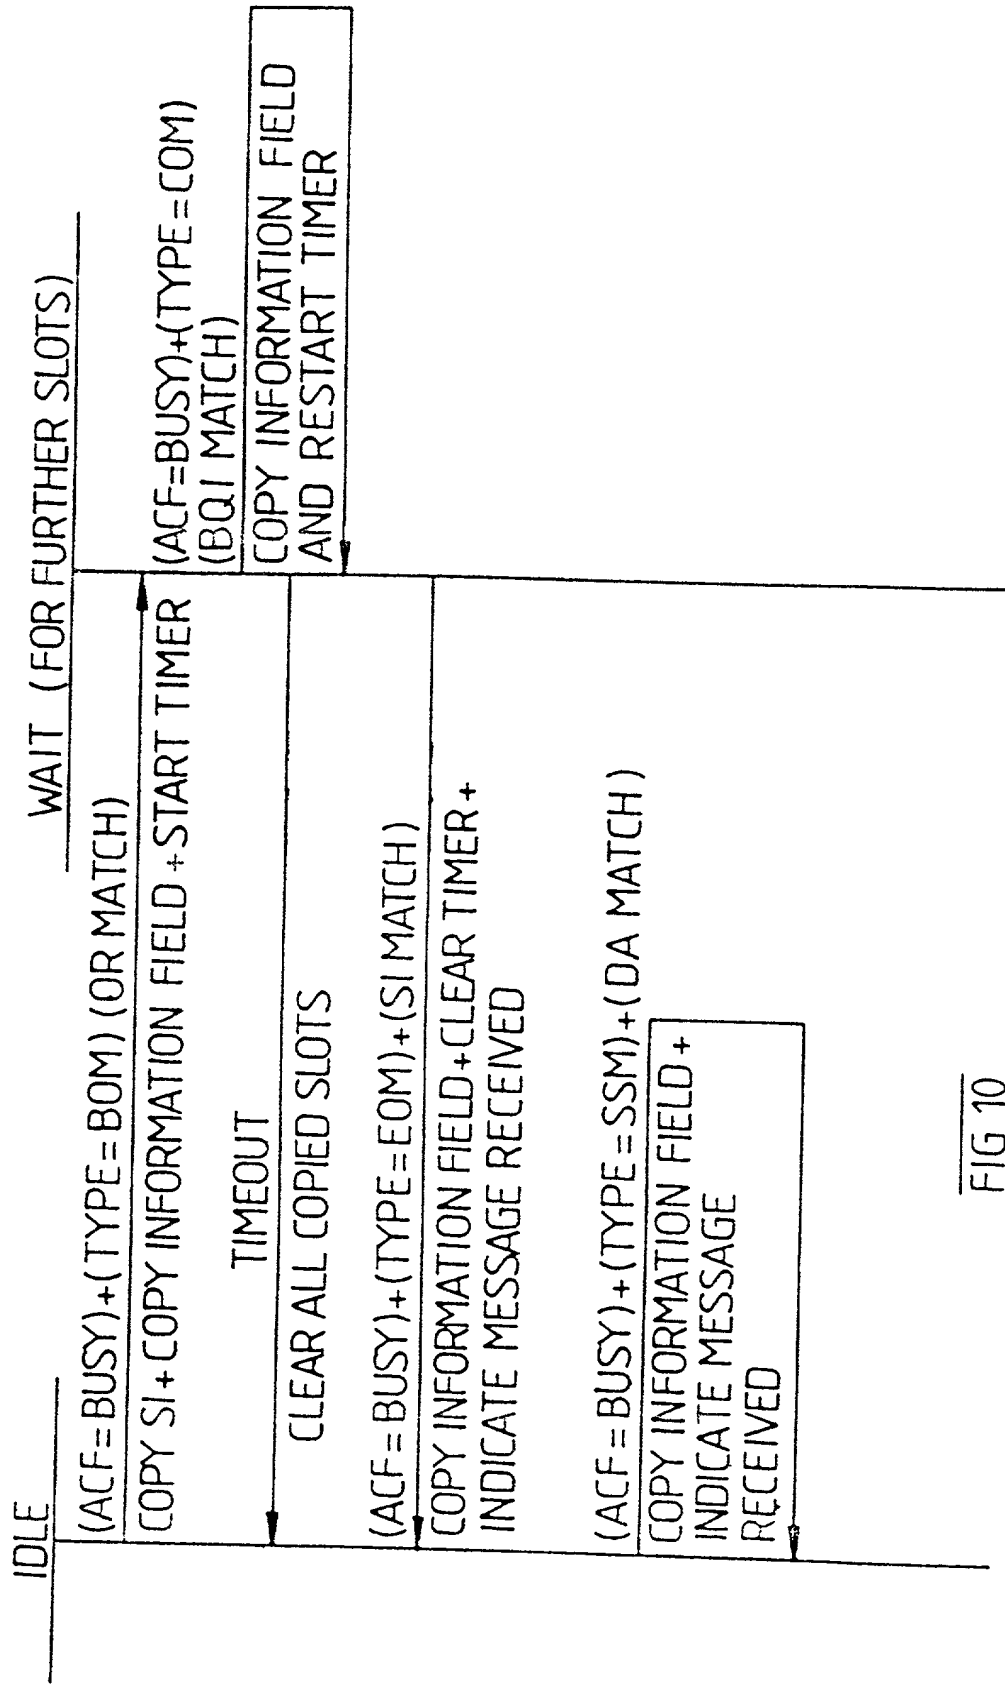 IDLE
WAIT (FOR FURTHER SLOTS)
(ACF=BUSY)+(TYPE=BOM)(OR MATCH)
COPY SI+COPY INFORMATION FIELD+START TIMER
(ACF=BUSY)+(TYPE=COM)
(BQI MATCH)
COPY INFORMATION FIELD
AND RESTART TIMER
TIMEOUT
CLEAR ALL COPIED SLOTS
(ACF=BUSY)+(TYPE=EOM)+(SI MATCH)
COPY INFORMATION FIELD+CLEAR TIMER+
INDICATE MESSAGE RECEIVED
(ACF=BUSY)+(TYPE=SSM)+(DA MATCH)
COPY INFORMATION FIELD+
INDICATE MESSAGE
RECEIVED
FIG 10